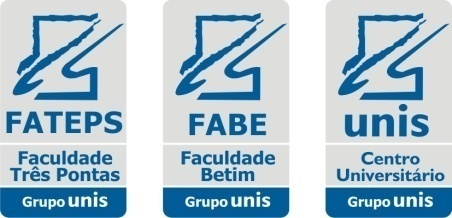 FATEPS
Faculdade
Três Pontas
Grupo unis
FABE
Faculdade
Betim
Grupo unis
unis
Centro
Universitário
Grupo unis